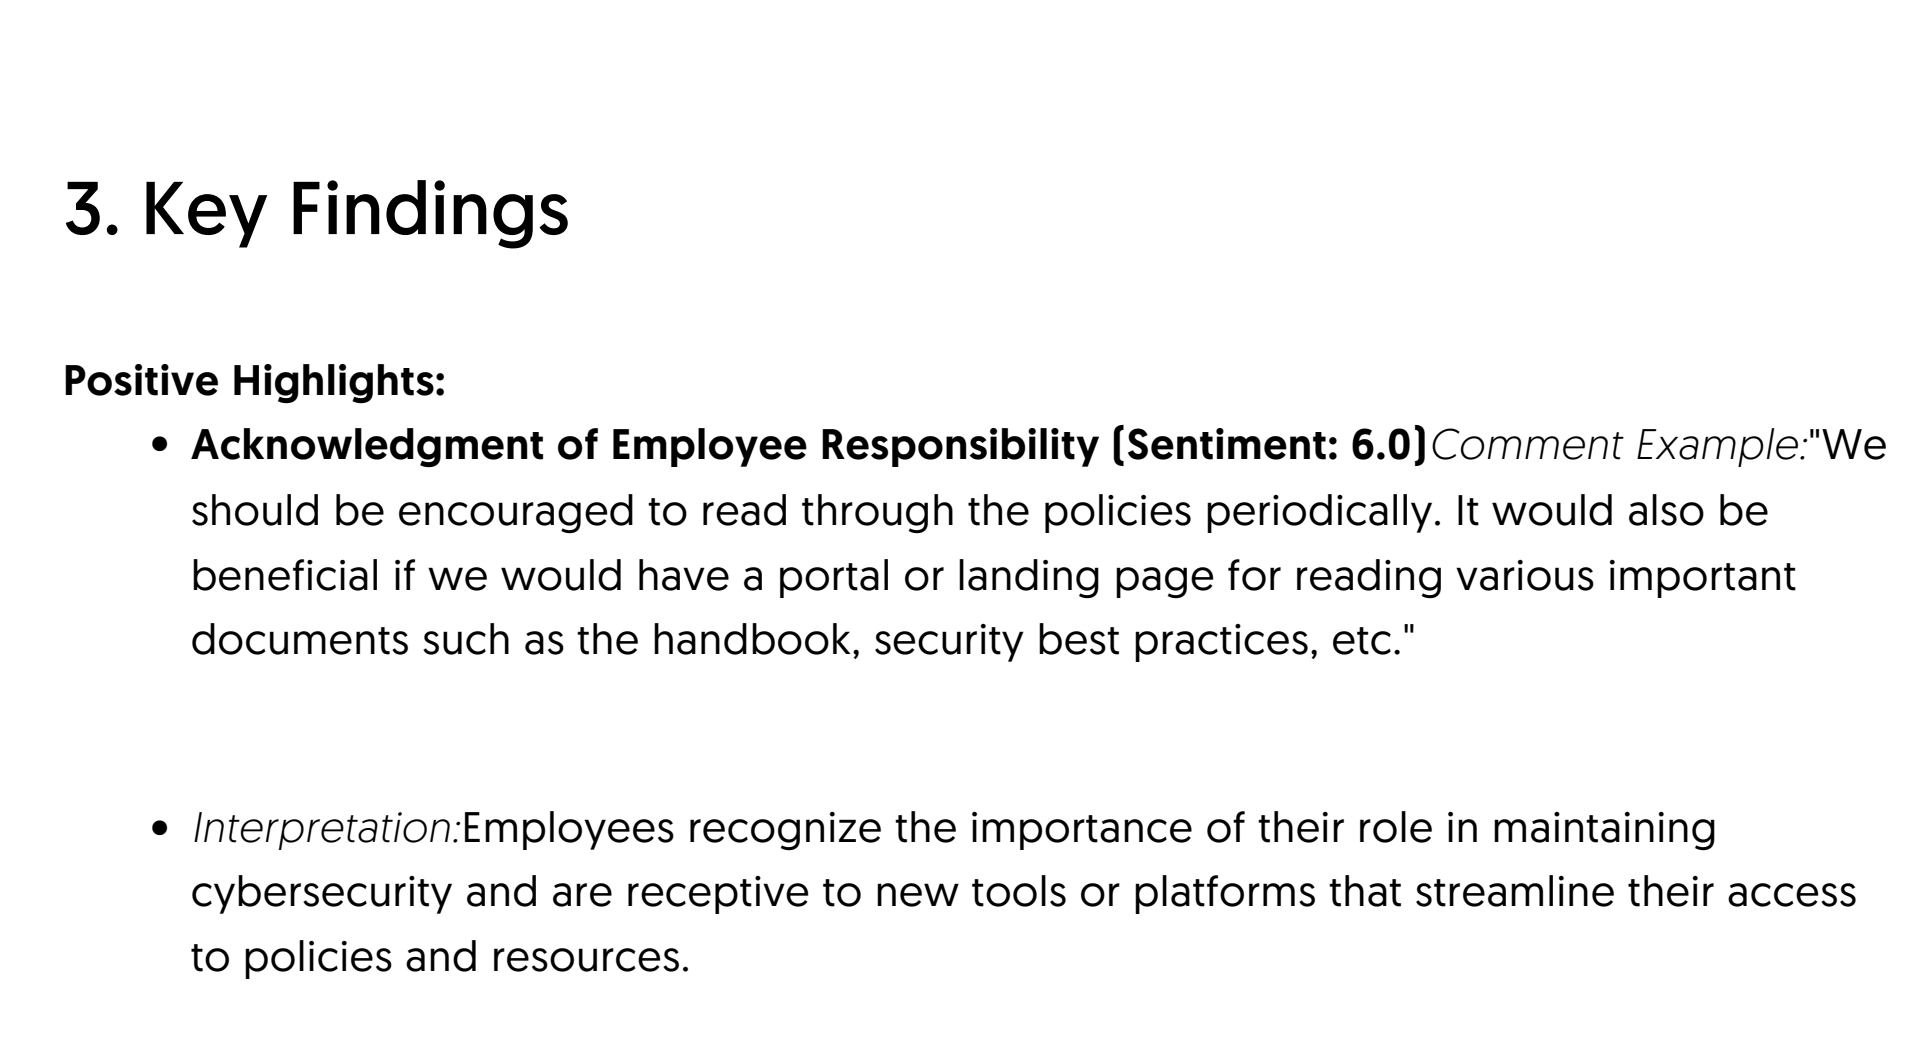 3. Key Findings
Positive Highlights:
• Acknowledgment of Employee Responsibility (Sentiment: 6.0)Comment Example:"We
should be encouraged to read through the policies periodically. It would also be
beneficial if we would have a portal or landing page for reading various important
documents such as the handbook, security best practices, etc."
• Interpretation:Employees recognize the importance of their role in maintaining
cybersecurity and are receptive to new tools or platforms that streamline their access
to policies and resources.